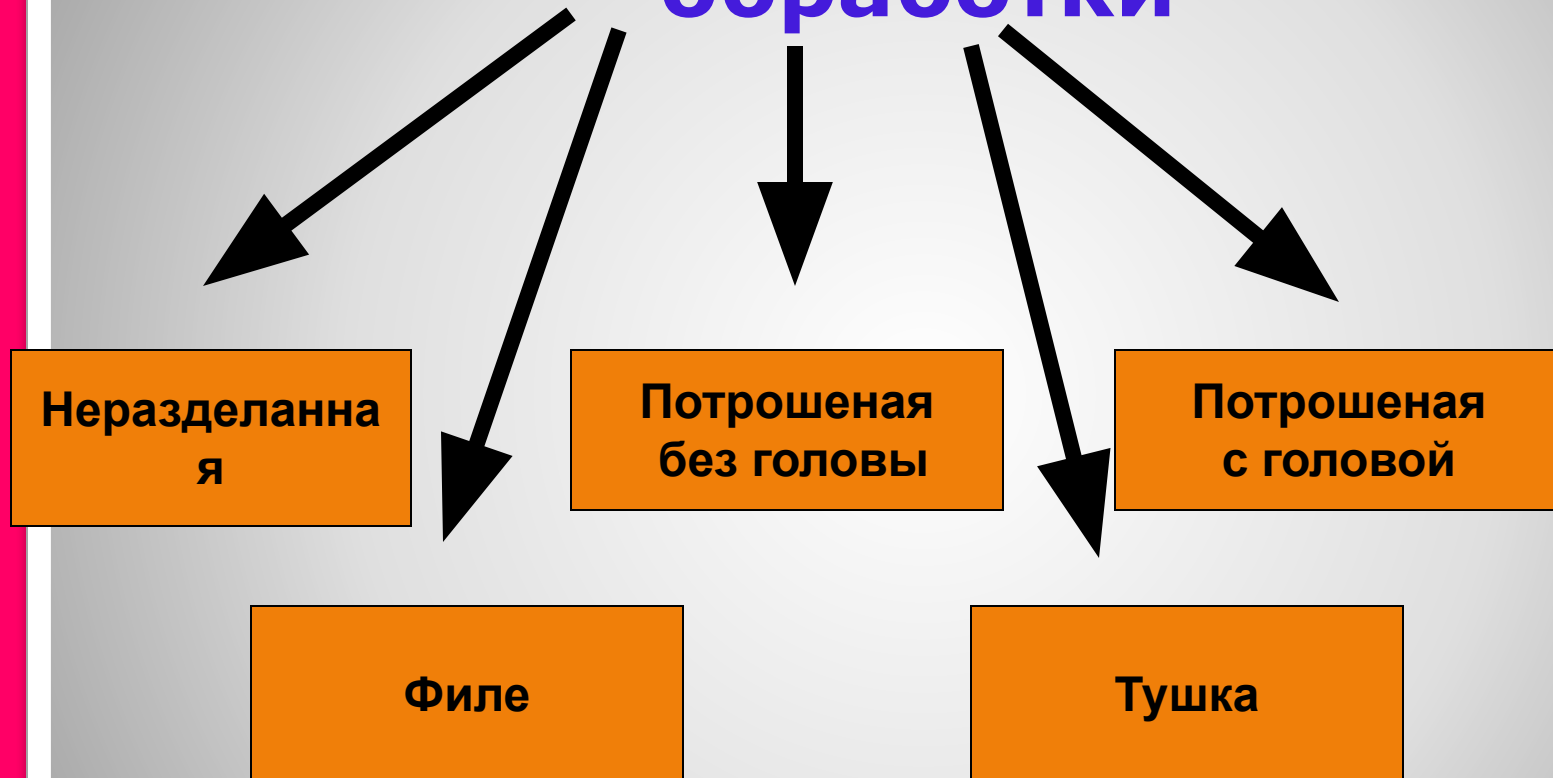 обработки
Неразделанна
я
Потрошеная
без головы
Потрошеная
с головой
Филе
Тушка